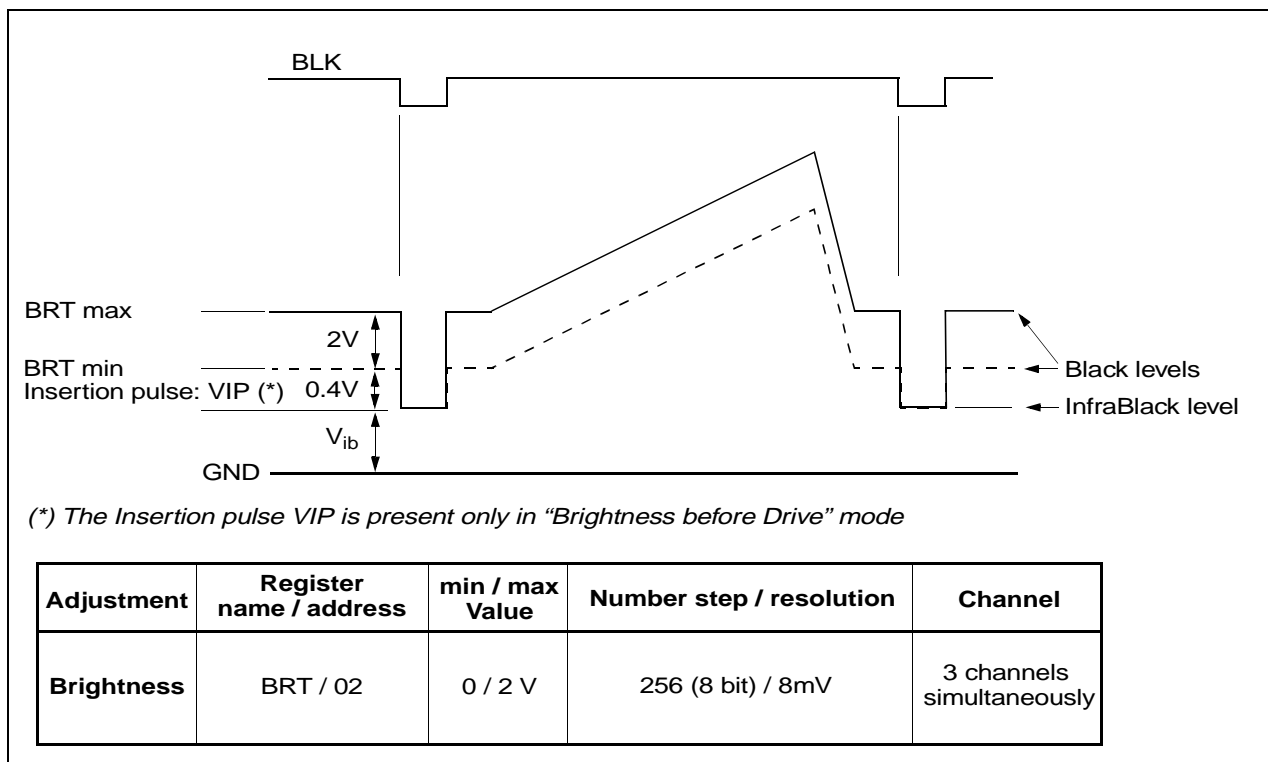 BLK
BRT max
2V
BRT min
Insertion pulse: VIP (*) 0.4V
Black levels
InfraBlack level
Vib
GND
(*) The Insertion pulse VIP is present only in “Brightness before Drive” mode
Adjustment Register name / address min / max Value Number step / resolution Channel
Brightness BRT / 02 0 / 2 V 256 (8 bit) / 8mV 3 channels simultaneously